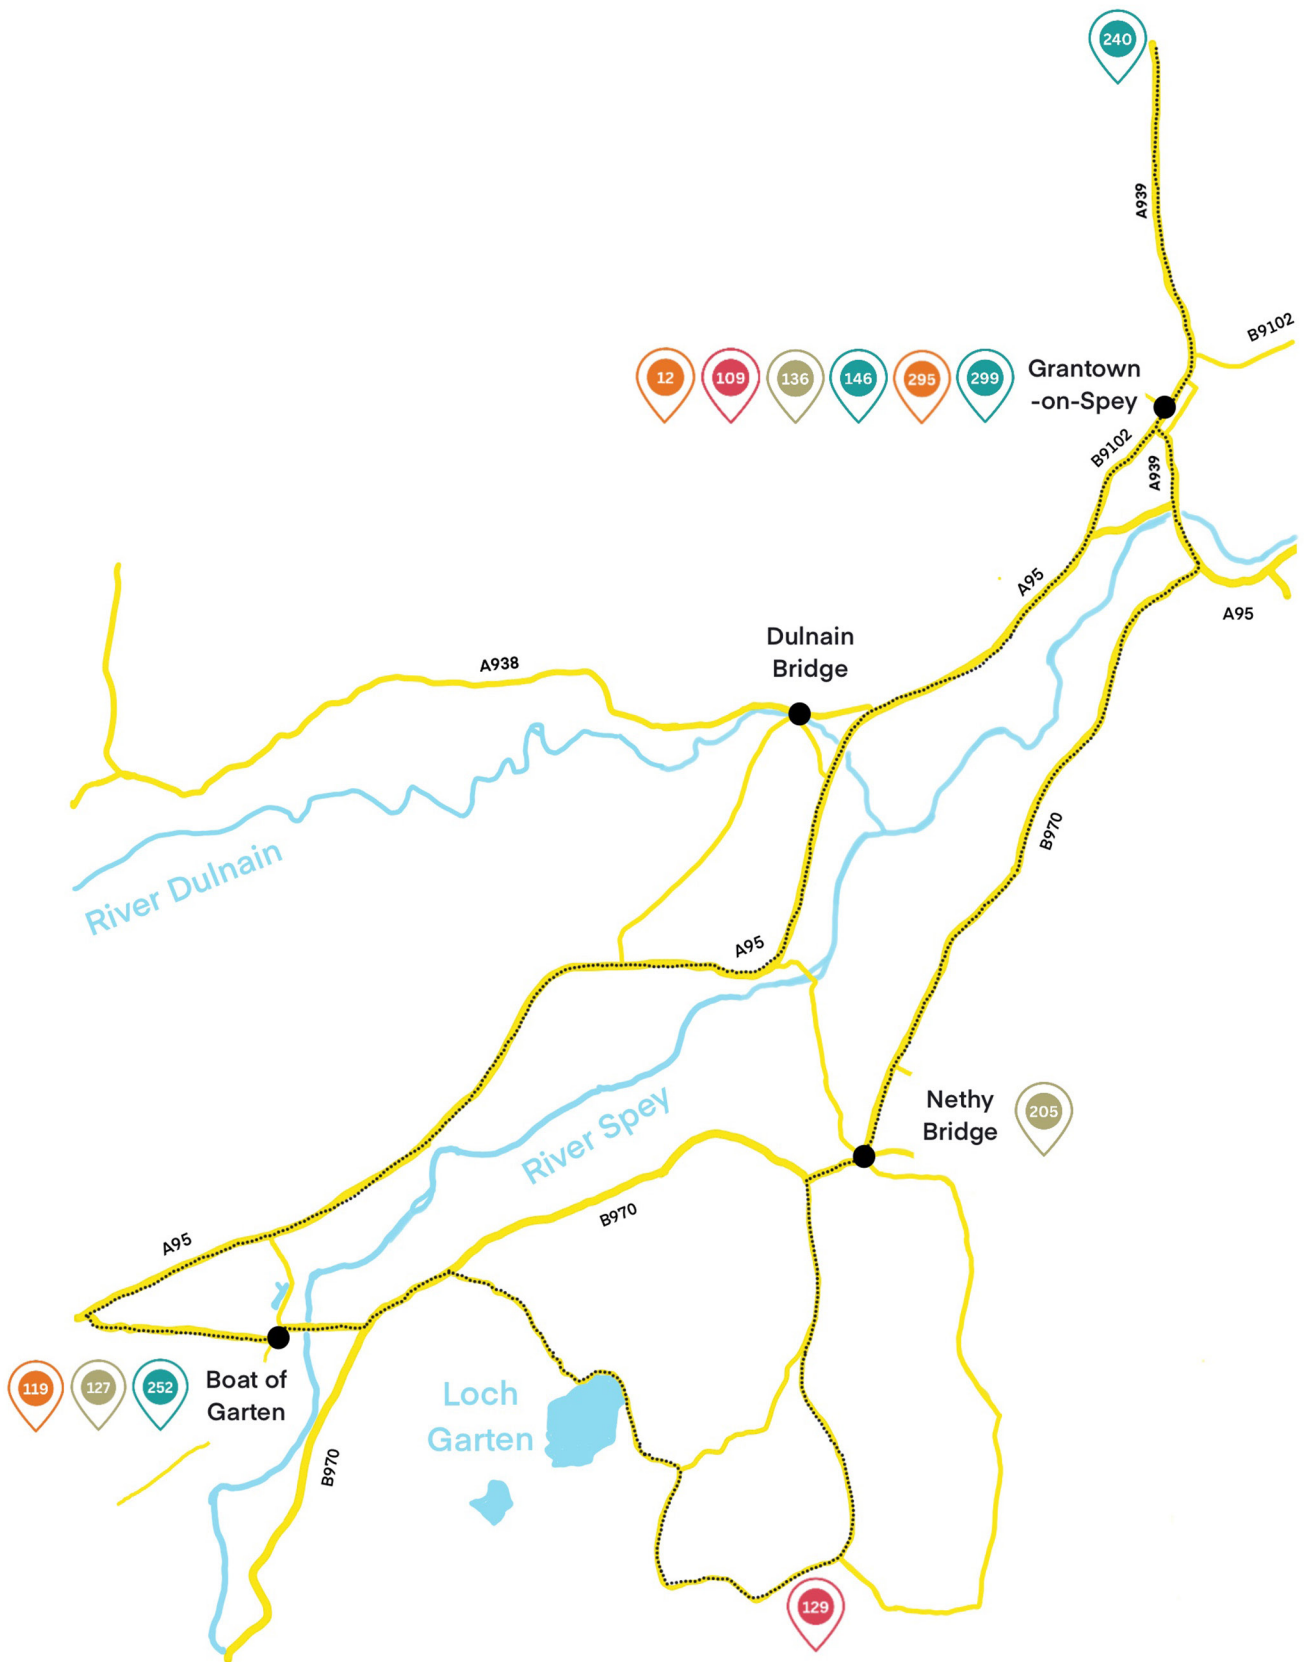 240
A939
B9102
12
109
136
146
295
299
Grantown
-on-Spey
B9102
A939
A95
A95
Dulnain
Bridge
A938
B970
River Dulnain
A95
Nethy
Bridge
205
River Spey
B970
A95
119
127
252
Boat of
Garten
Loch
Garten
B970
129